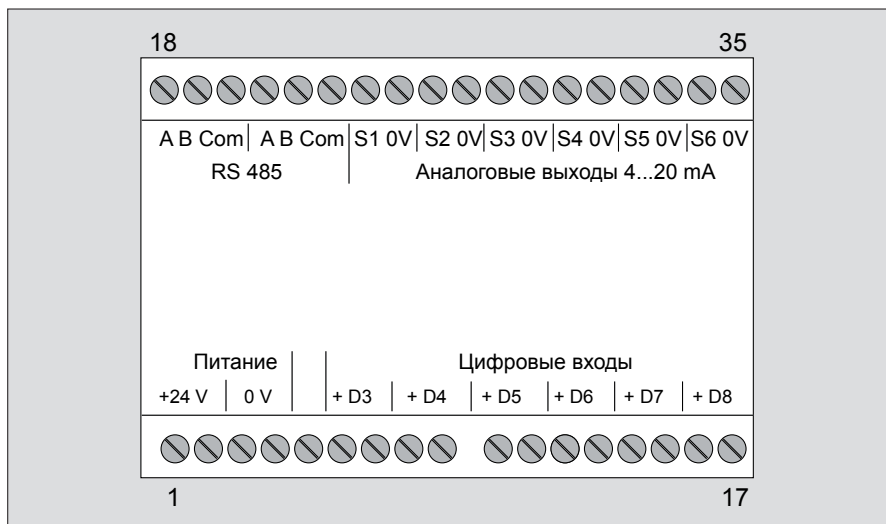 18 35
A B Com A B Com S1 0V S2 0V S3 0V S4 0V S5 0V S6 0V
RS 485 Аналоговые выходы 4...20 mA
Питание Цифровые входы
+24 V 0 V + D3 + D4 + D5 + D6 + D7 + D8
1 17